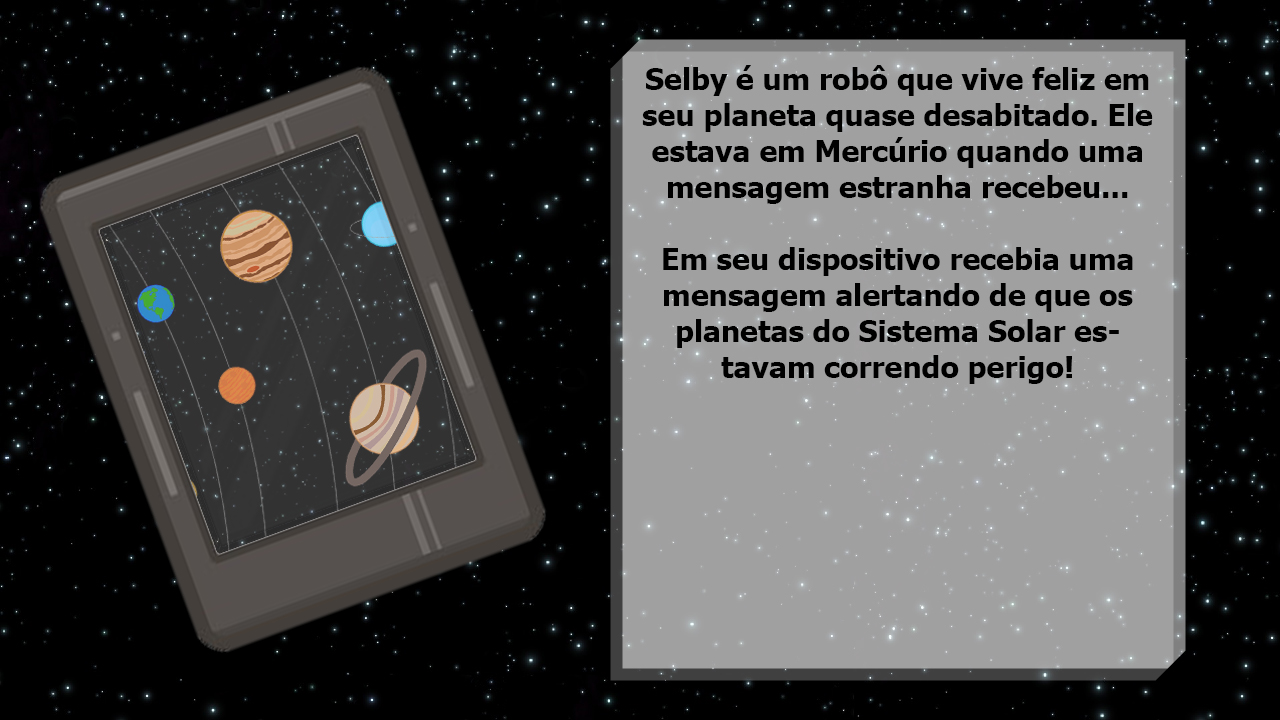 Selby é um robô que vive feliz em
seu planeta quase desabitado. Ele
estava em Mercúrio quando uma
mensagem estranha recebeu...
Em seu dispositivo recebia uma
mensagem alertando de que os
planetas do Sistema Solar es-
tavam correndo perigo!